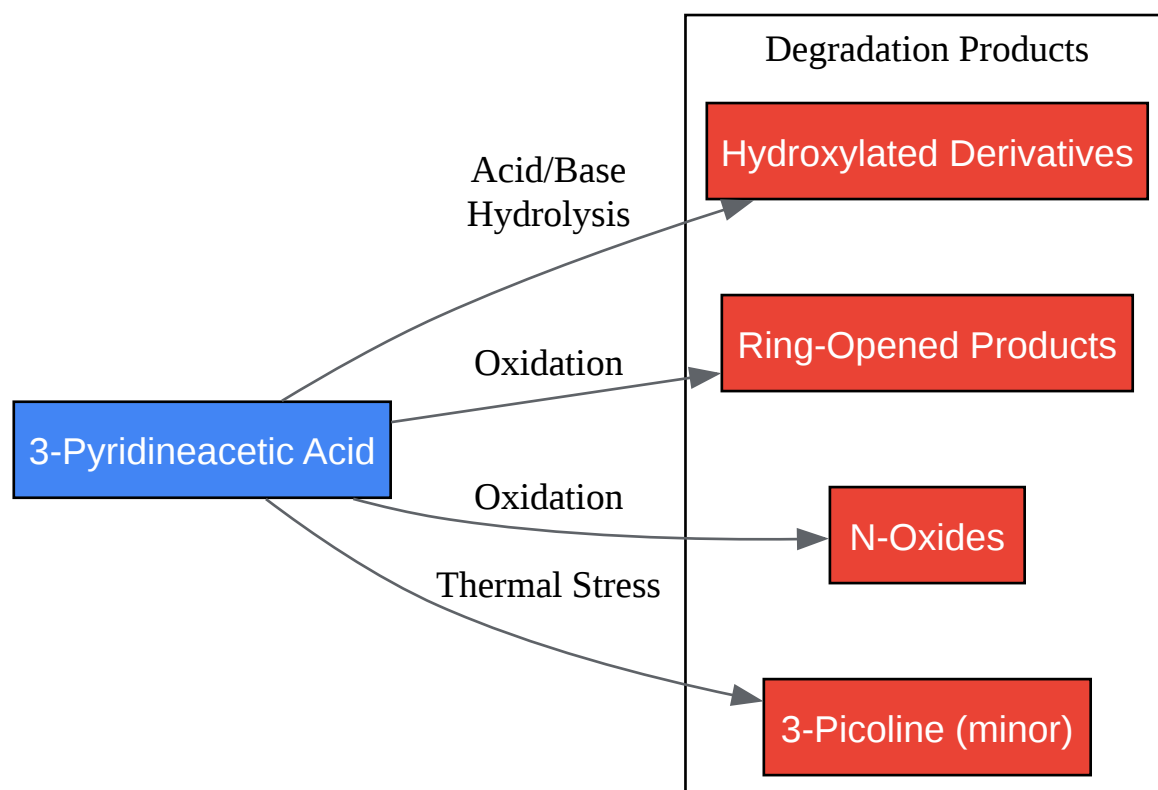 Degradation Products
Hydroxylated Derivatives
Acid/Base
Hydrolysis
Ring-Opened Products
Oxidation
3-Pyridineacetic Acid
Oxidation
N-Oxides
Thermal Stress
3-Picoline (minor)